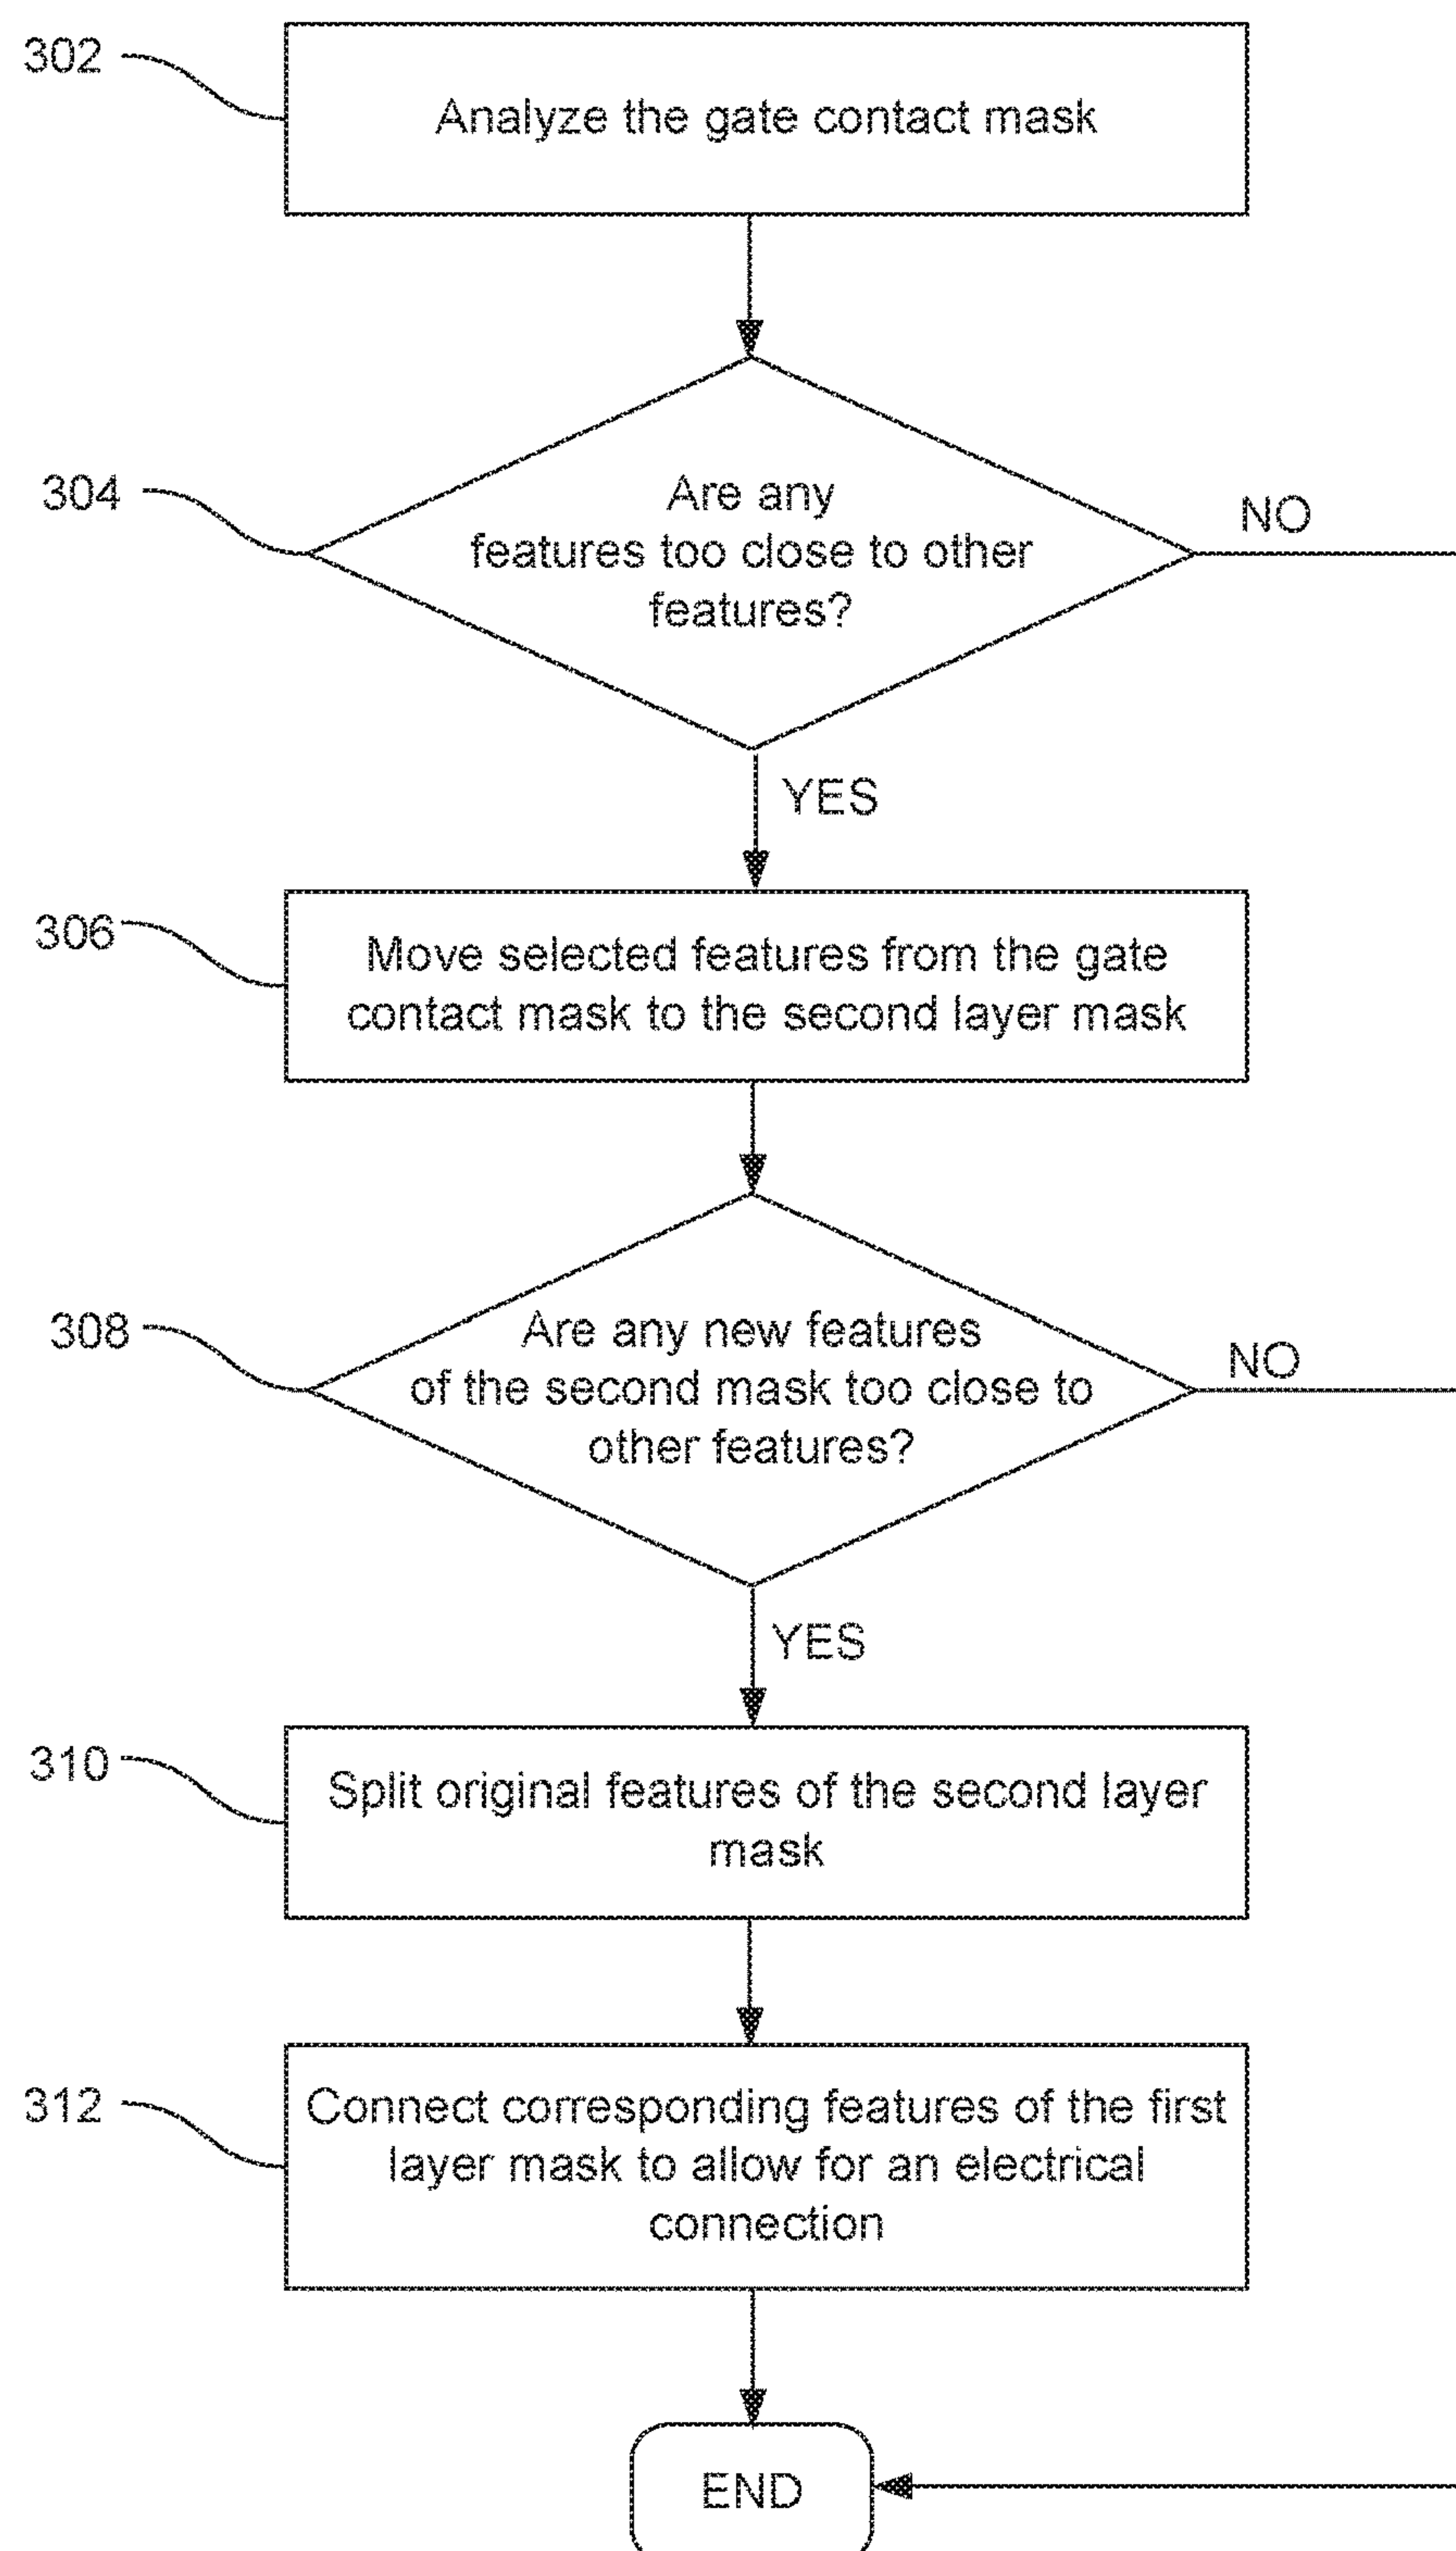 302
Analyze the gate contact mask
304
Are any
features too close to other
features?
NO
YES
306
Move selected features from the gate
contact mask to the second layer mask
308
Are any new features
of the second mask too close to
other features?
NO
YES
310
Split original features of the second layer
mask
312
Connect corresponding features of the first
layer mask to allow for an electrical
connection
END